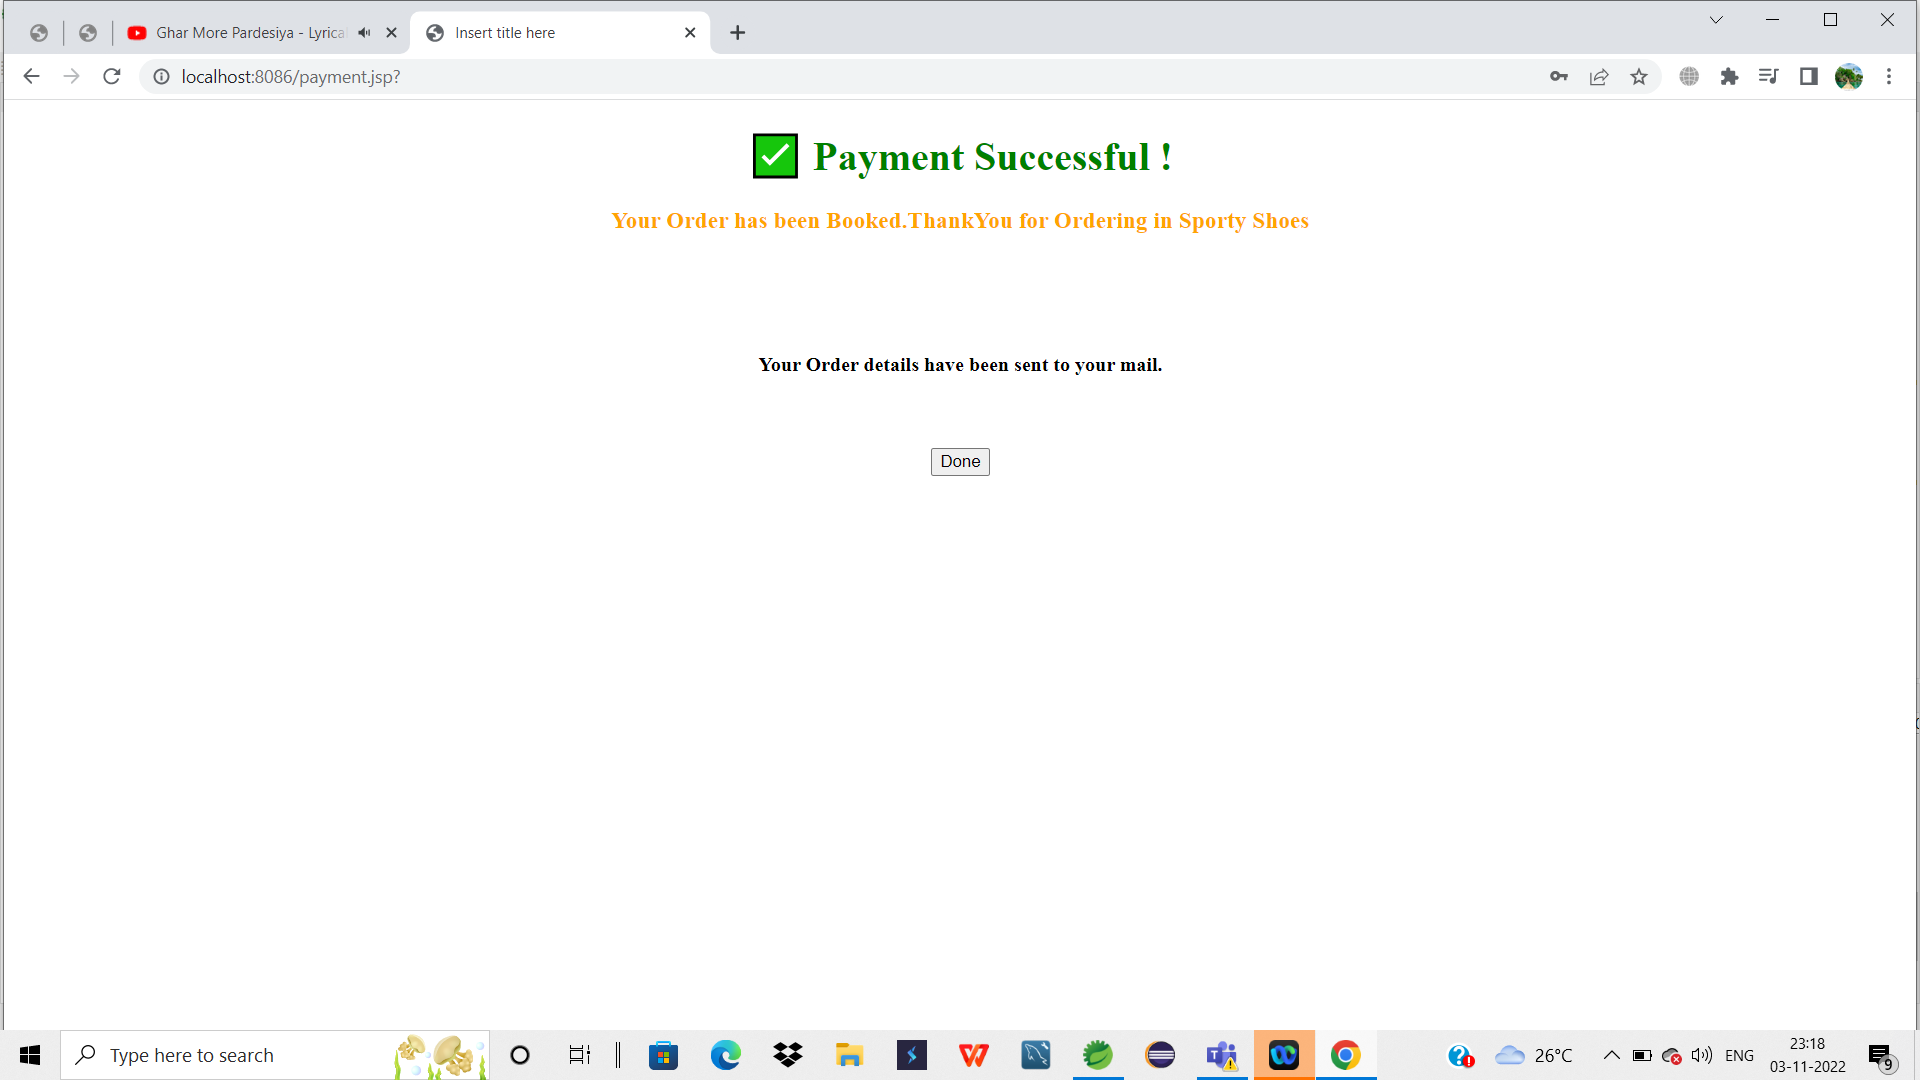 Ghar More Pardesiya - Lyrica
Insert title here
localhost:8086/payment.jsp?
Payment Successful !
Your Order has been Booked.ThankYou for Ordering in Sporty Shoes
Your Order details have been sent to your mail.
Done
Type here to search
26°C
ENG
23:18
03-11-2022
9